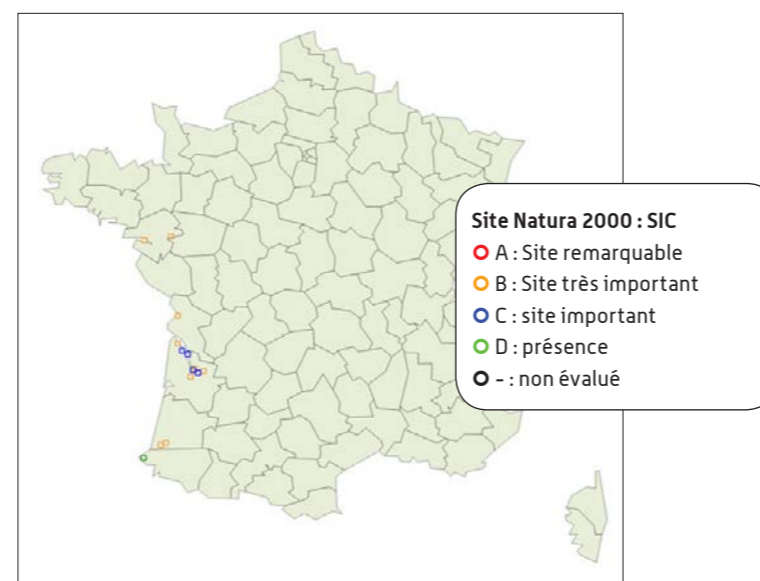 Site Natura 2000 : SIC
A : Site remarquable
B : Site très important
C : site important
D : présence
- : non évalué